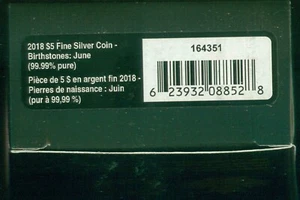 2018 $5 Fine Silver Coin -
Birthstones: June
(99.99% pure)
Pièce de 5 $ en argent fin 2018 -
Pierres de naissance : Juin
(pur à 99,99 %)
164351
6 23932 08852 8